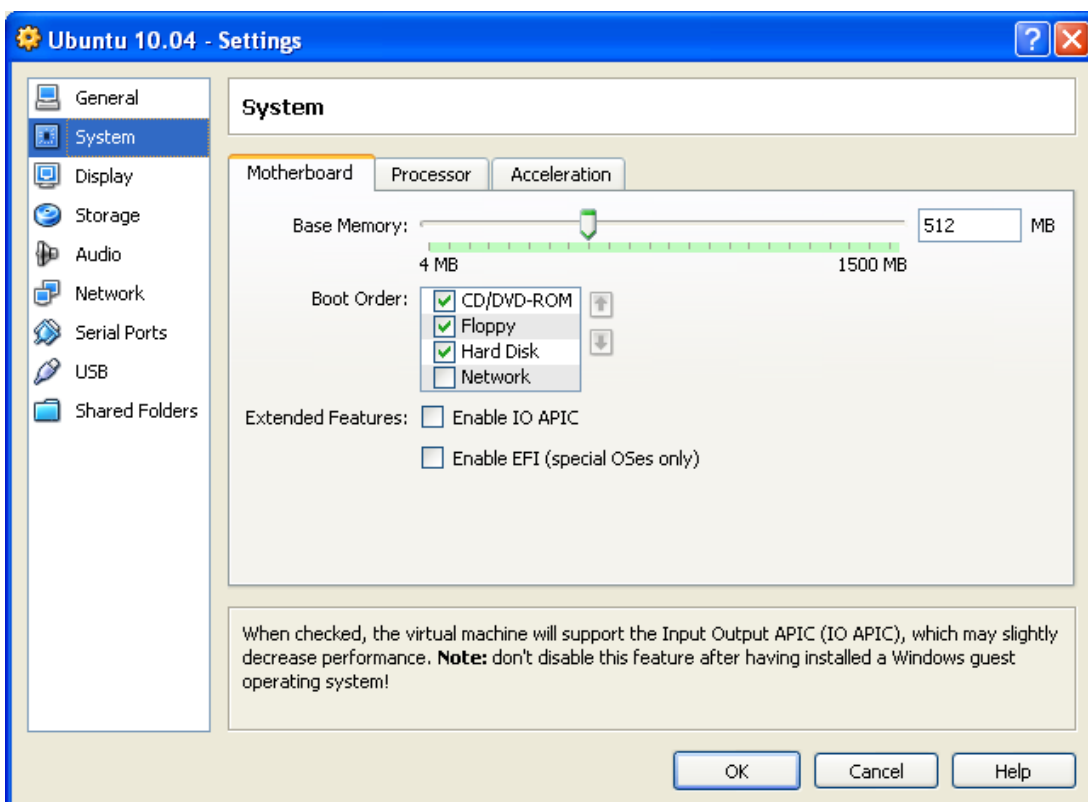 Ubuntu 10.04 - Settings
General
System
Display
Storage
Audio
Network
Serial Ports
USB
Shared Folders
System
Motherboard Processor Acceleration
Base Memory: 512 MB
4 MB 1500 MB
Boot Order: CD/DVD-ROM
Floppy
Hard Disk
Network
Extended Features: Enable IO APIC
Enable EFI (special OSes only)
When checked, the virtual machine will support the Input Output APIC (IO APIC), which may slightly
decrease performance. Note: don't disable this feature after having installed a Windows guest
operating system!
OK Cancel Help